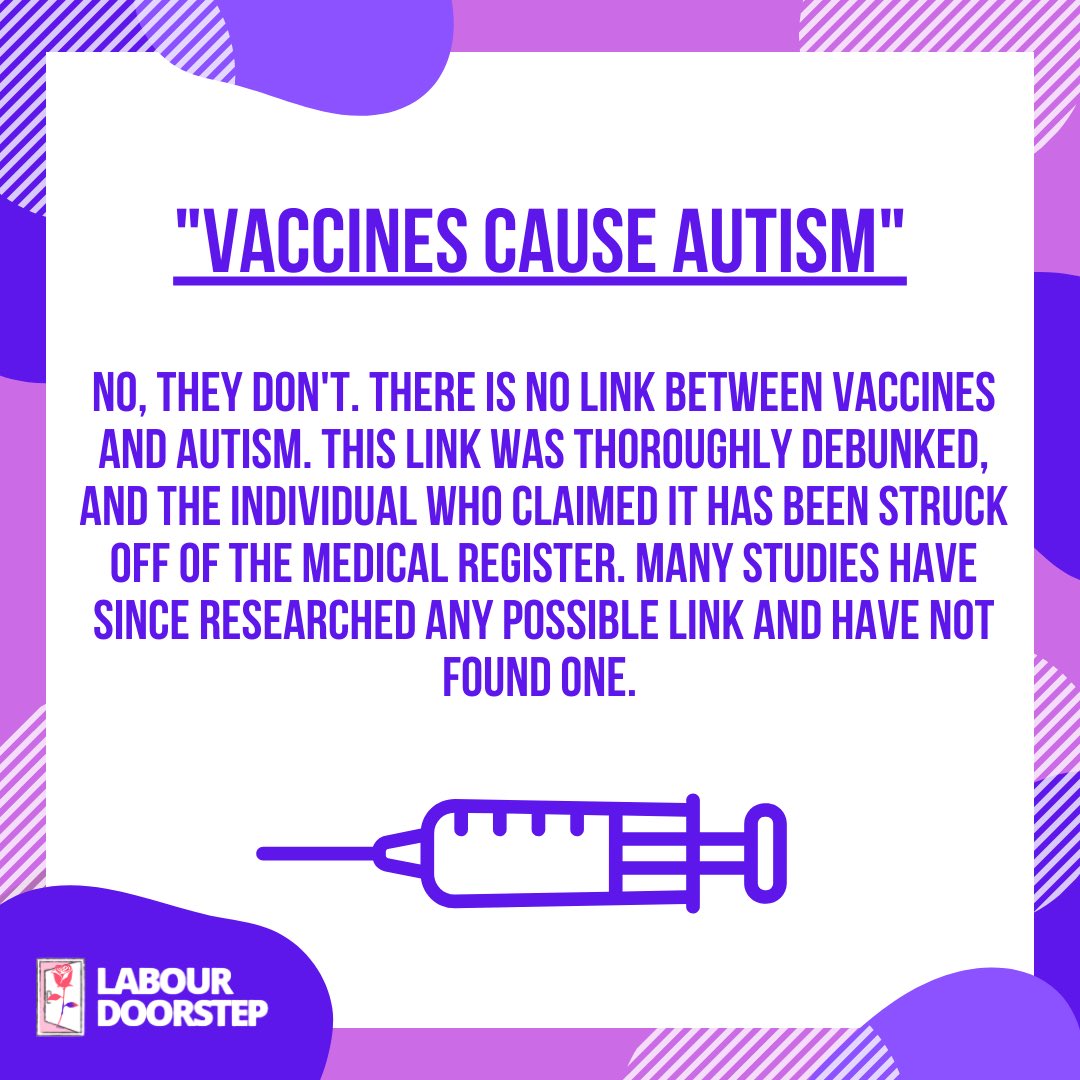 "VACCINES CAUSE AUTISM"
NO, THEY DON'T. THERE IS NO LINK BETWEEN VACCINES
AND AUTISM. THIS LINK WAS THOROUGHLY DEBUNKED,
AND THE INDIVIDUAL WHO CLAIMED IT HAS BEEN STRUCK
OFF OF THE MEDICAL REGISTER. MANY STUDIES HAVE
SINCE RESEARCHED ANY POSSIBLE LINK AND HAVE NOT
FOUND ONE.
LABOUR
DOORSTEP